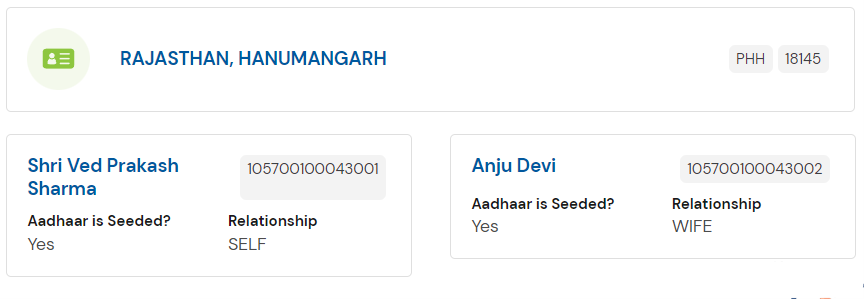 RAJASTHAN, HANUMANGARH
PHH 18145
Shri Ved Prakash
Sharma
105700100043001
Aadhaar is Seeded? Relationship
Yes SELF
Anju Devi 105700100043002
Aadhaar is Seeded? Relationship
Yes WIFE